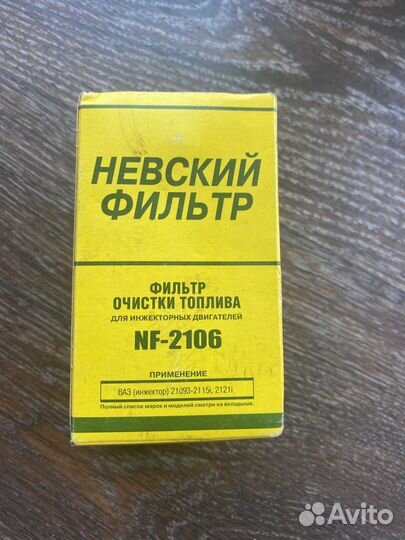 НЕВСКИЙ
ФИЛЬТР
ФИЛЬТР
ОЧИСТКИ ТОПЛИВА
ДЛЯ ИНЖЕКТОРНЫХ ДВИГАТЕЛЕЙ
NF-2106
ПРИМЕНЕНИЕ
ВАЗ (инжектор) 21093-2115i, 2121i
Полный список марок и моделей смотри на вкладыше.
Avito